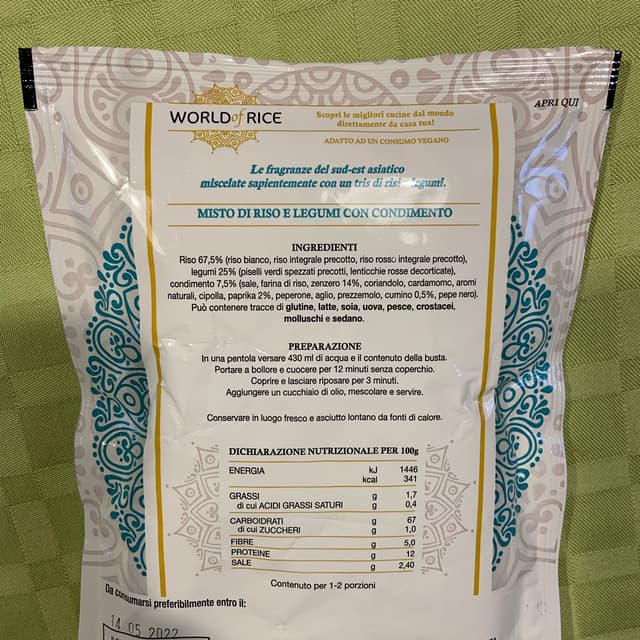 APRI QUI
WORLD of RICE
Scopri le migliori cucine dal mondo
direttamente da casa tua!
ADATTO AD UN CONSUMO VEGANO
Le fragranze del sud-est asiatico
miscelate sapientemente con un tris di legumi.
MISTO DI RISO E LEGUMI CON CONDIMENTO
INGREDIENTI
Riso 67,5% (riso bianco, riso integrale precotto, riso rosso integrale precotto),
legumi 25% (piselli verdi spezzati precotti, lenticchie rosse decorticate),
condimento 7,5% (sale, farina di riso, zenzero 14%, coriandolo, cardamomo, aromi
naturali, cipolla, paprika 2%, peperone, aglio, prezzemolo, cumino 0,5%, pepe nero).
Può contenere tracce di glutine, latte, soia, uova, pesce, crostacei,
molluschi e sedano.
PREPARAZIONE
In una pentola versare 430 ml di acqua e il contenuto della busta.
Portare a bollore e cuocere per 12 minuti senza coperchio.
Coprire e lasciare riposare per 3 minuti.
Aggiungere un cucchiaio di olio, mescolare e servire.
Conservare in luogo fresco e asciutto lontano da fonti di calore.
DICHIARAZIONE NUTRIZIONALE PER 100g
ENERGIA kJ 1446
kcal 341
GRASSI g 1,7
di cui ACIDI GRASSI SATURI g 0,4
CARBOIDRATI g 67
di cui ZUCCHERI g 1,0
FIBRE g 5,0
PROTEINE g 12
SALE g 2,40
Contenuto per 1-2 porzioni
Da consumarsi preferibilmente entro il:
14 05 2022